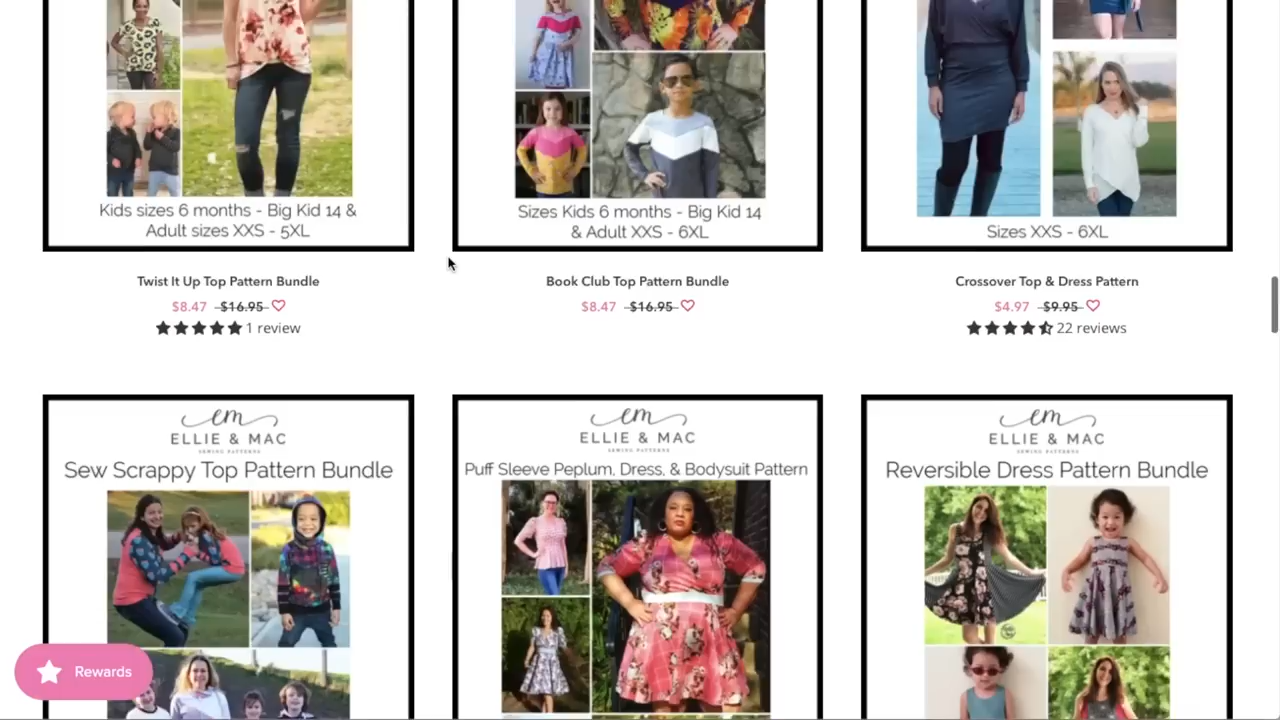 Kids sizes 6 months - Big Kid 14 &
Adult sizes XXS - 5XL
Sizes Kids 6 months - Big Kid 14
& Adult XXS - 6XL
Sizes XXS - 6XL
Twist It Up Top Pattern Bundle
$8.47 $16.95
1 review
Book Club Top Pattern Bundle
$8.47 $16.95
Crossover Top & Dress Pattern
$4.97 $9.95
22 reviews
em
ELLIE & MAC
SEWING PATTERNS
Sew Scrappy Top Pattern Bundle
em
ELLIE & MAC
SEWING PATTERNS
Puff Sleeve Peplum, Dress, & Bodysuit Pattern
em
ELLIE & MAC
SEWING PATTERNS
Reversible Dress Pattern Bundle
Rewards